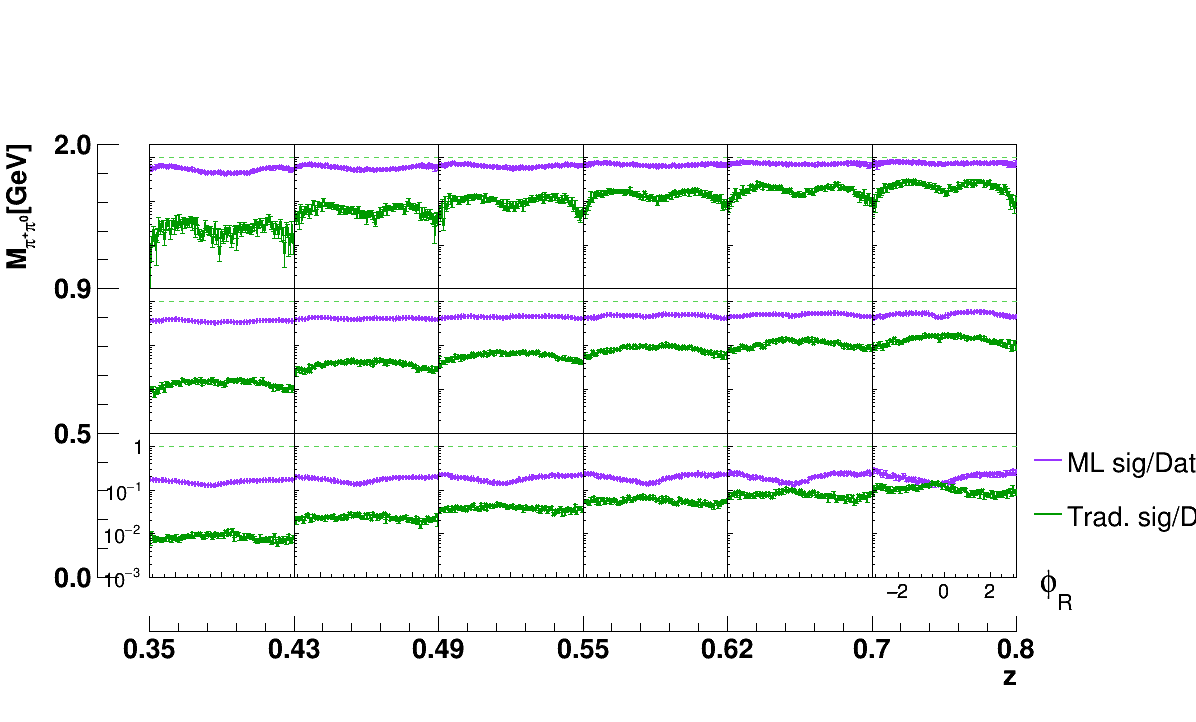 2.0
M π⁺π⁰ [GeV]
0.9
0.5
1
10⁻¹
10⁻²
10⁻³
0.0
ML sig/Dat
Trad. sig/D
−2 0 2
ϕ_R
0.35 0.43 0.49 0.55 0.62 0.7 0.8
z